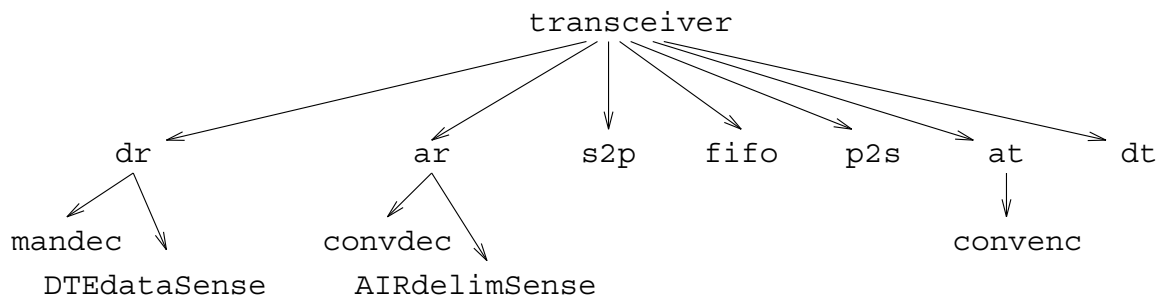 transceiver
dr ar s2p fifo p2s at dt
mandec convdec convenc
DTEdataSense AIRdelimSense